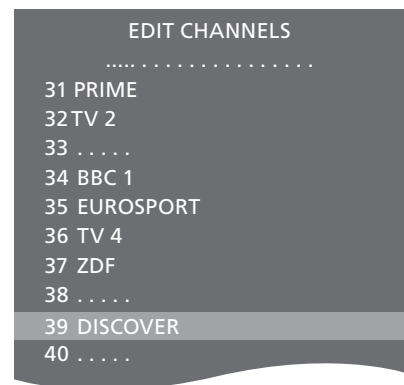 EDIT CHANNELS
..... . . . . . . . . . . . . . . . .
31 PRIME
32 TV 2
33 . . . . .
34 BBC 1
35 EUROSPORT
36 TV 4
37 ZDF
38 . . . . .
39 DISCOVER
40 . . . . .